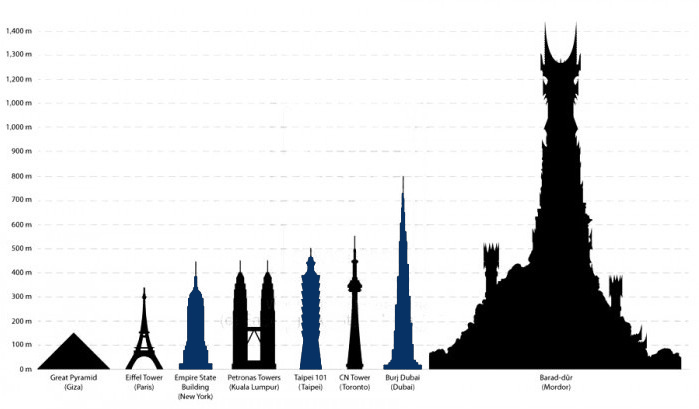 1,400 m
1,300 m
1,200 m
1,100 m
1,000 m
1,000 m
900 m
800 m
700 m
600 m
500 m
400 m
300 m
200 m
100 m
0 m
Great Pyramid
(Giza)
Eiffel Tower
(Paris)
Empire State
Building
(New York)
Petronas Towers
(Kuala Lumpur)
Taipei 101
(Taipei)
CN Tower
(Toronto)
Burj Dubai
(Dubai)
Barad-dûr
(Mordor)